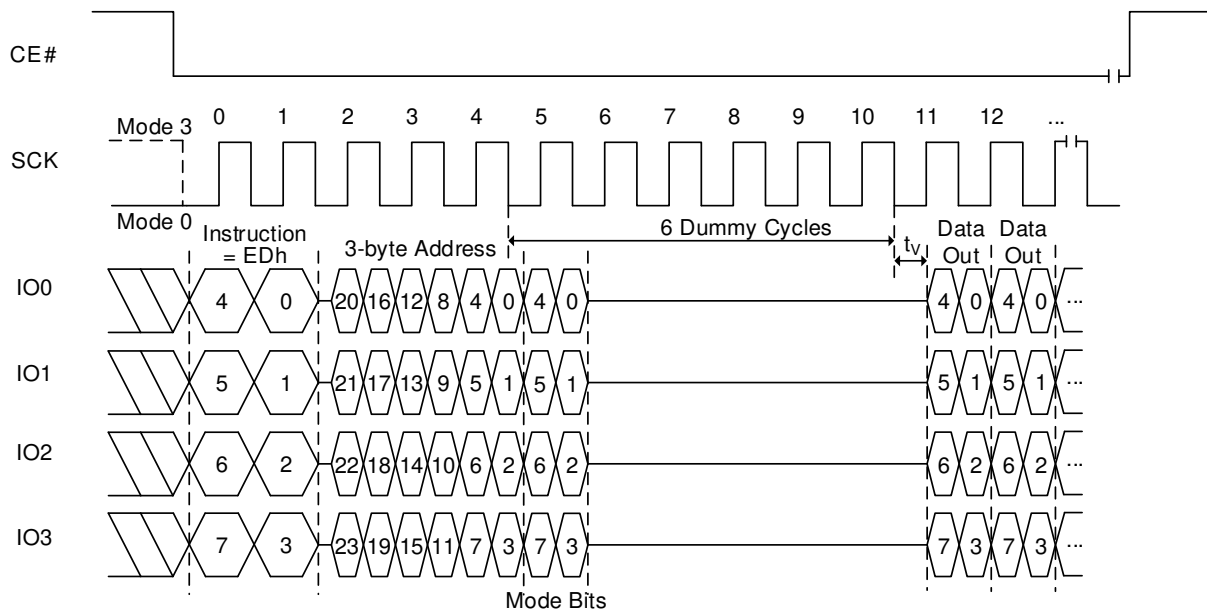 CE#
0 1 2 3 4 5 6 7 8 9 10 11 12 ...
Mode 3
SCK
Mode 0
Instruction
= EDh
3-byte Address
6 Dummy Cycles
tV
Data
Out
Data
Out
IO0 4 0 20 16 12 8 4 0 4 0 4 0 4 0 ...
IO1 5 1 21 17 13 9 5 1 5 1 5 1 5 1 ...
IO2 6 2 22 18 14 10 6 2 6 2 6 2 6 2 ...
IO3 7 3 23 19 15 11 7 3 7 3 7 3 7 3 ...
Mode Bits